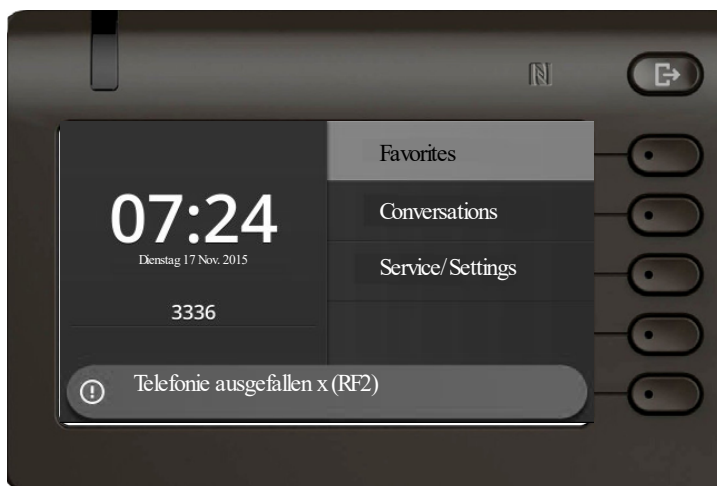 07:24
Dienstag 17 Nov. 2015
3336
Favorites
Conversations
Service/Settings
Telefonie ausgefallen x (RF2)